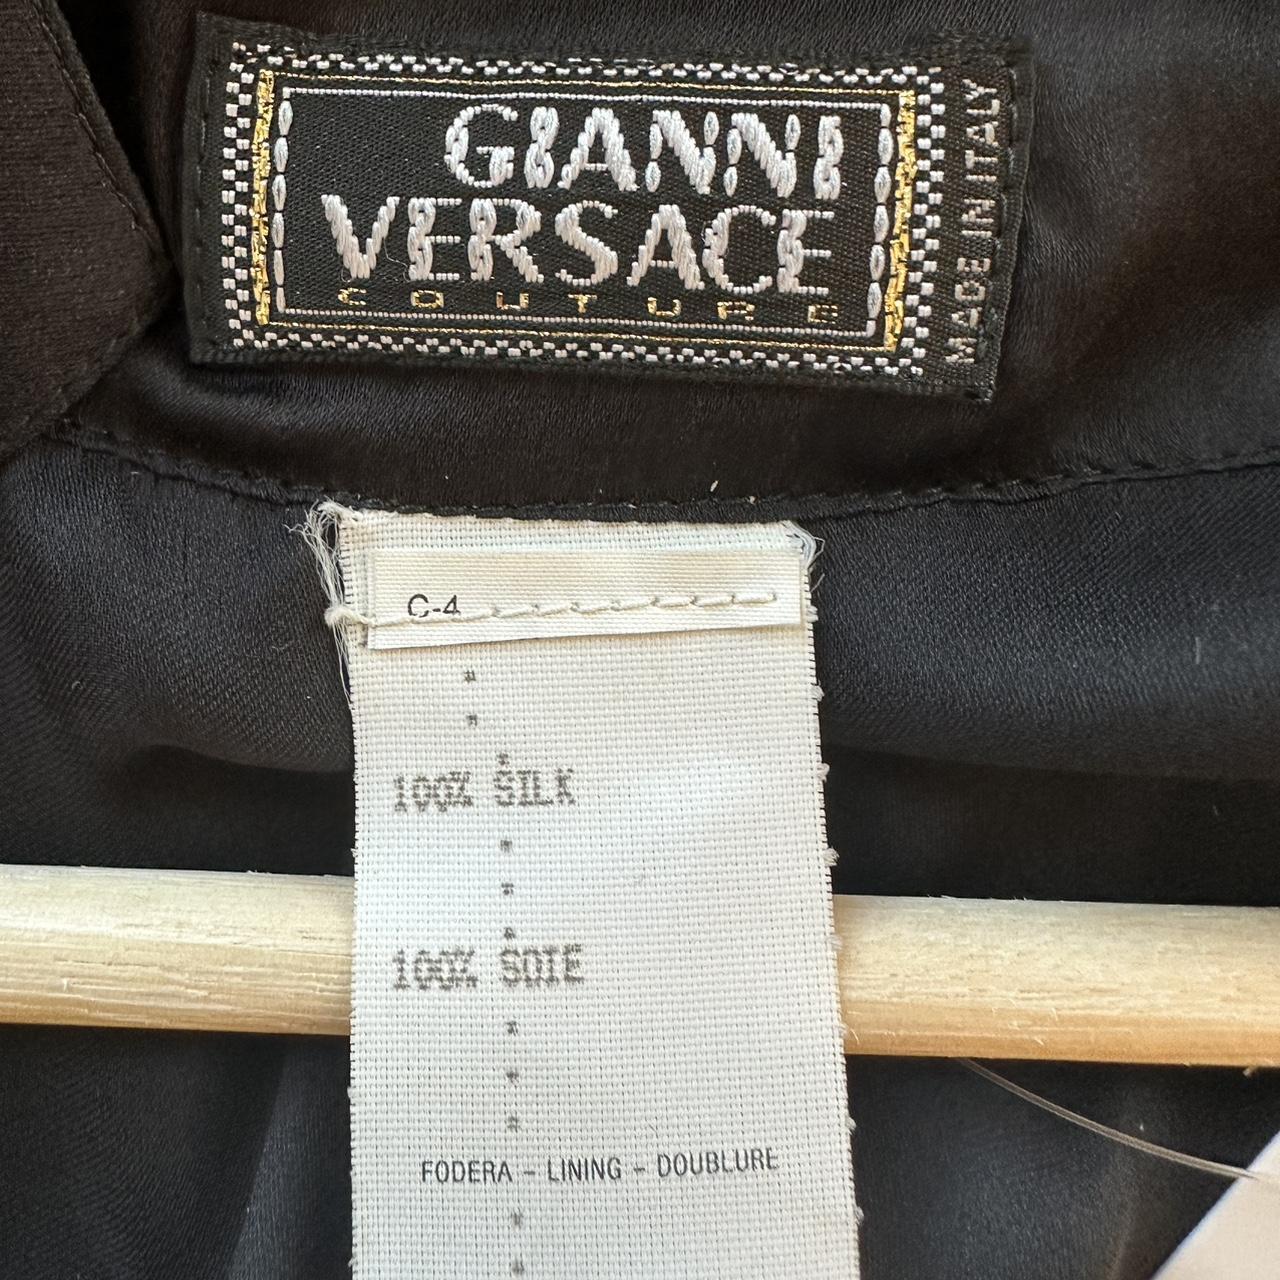 GIANNI
VERSACE
COUTURE
MADE IN ITALY
C-4
100% SILK
100% SOIE
FODERA - LINING - DOUBLURE